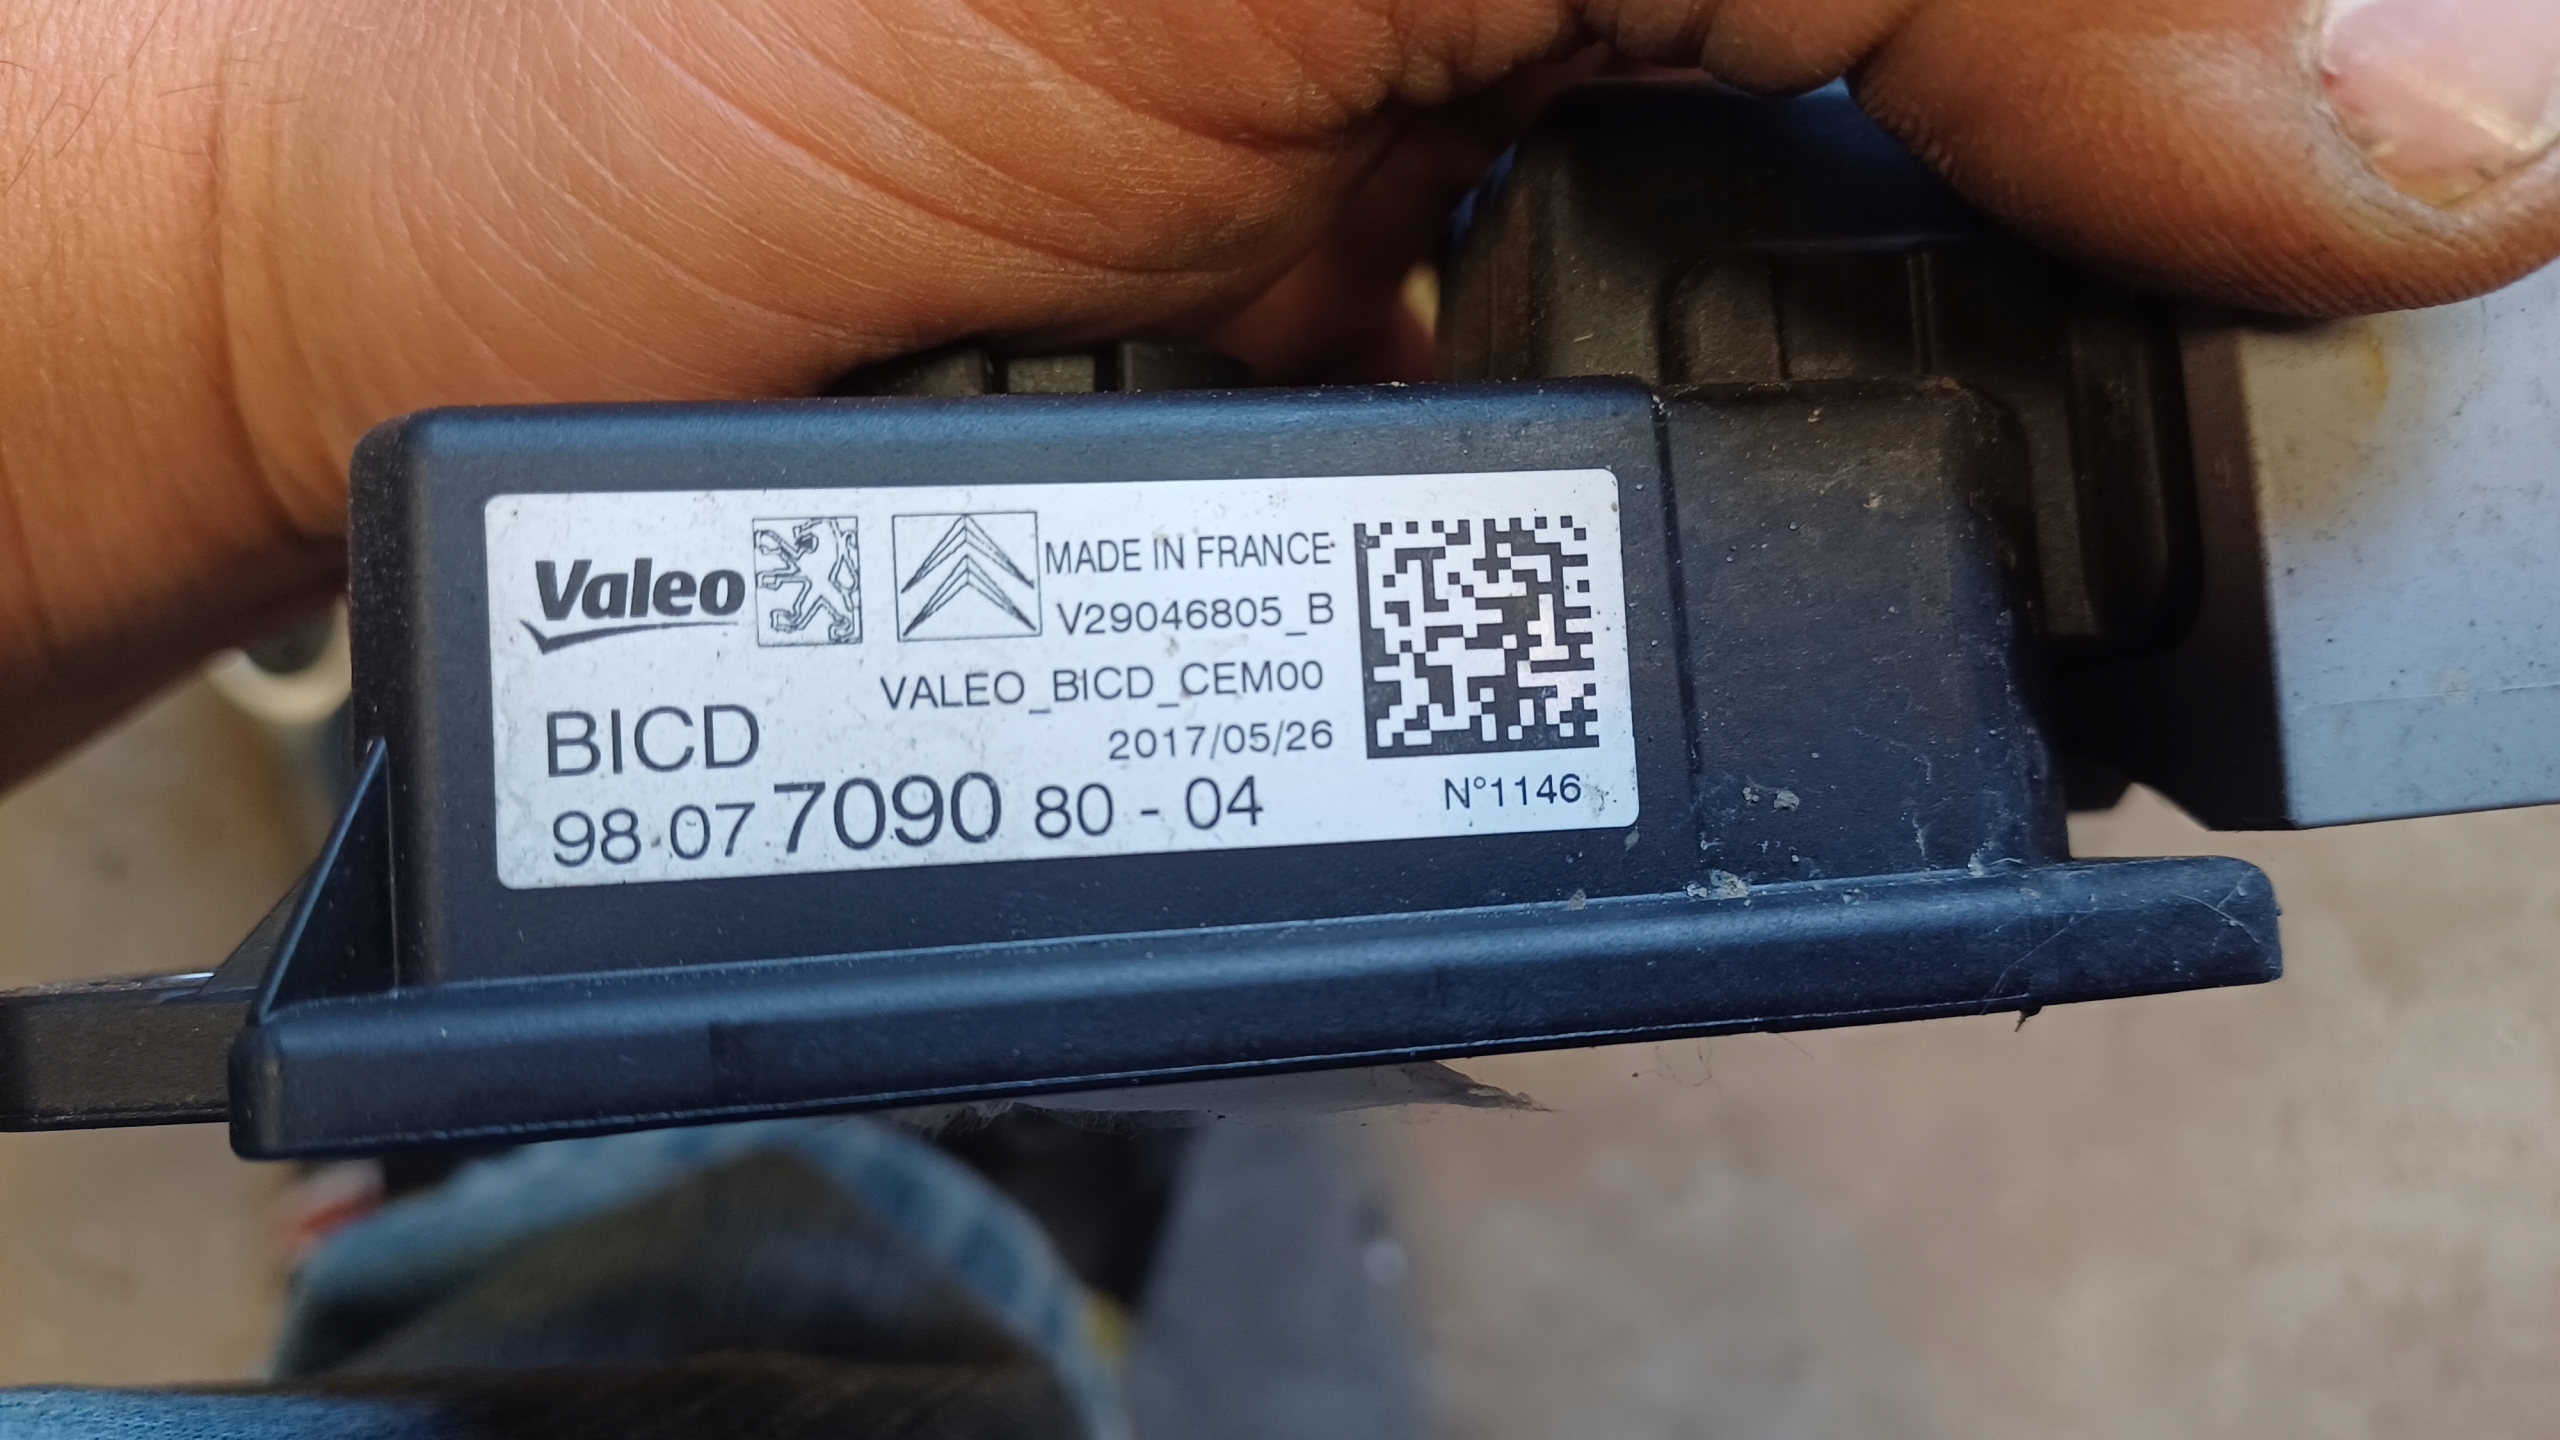 Valeo
MADE IN FRANCE
V29046805_B
VALEO_BICD_CEM00
BICD
2017/05/26
98 07 7090 80 - 04
N°1146